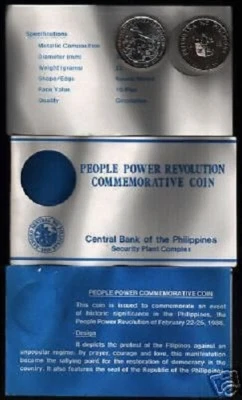 Specifications
Metallic Composition
Diameter (mm)
Weight (grams)
Shape/Edge
Face Value
Quality
PEOPLE POWER REVOLUTION
COMMEMORATIVE COIN
Central Bank of the Philippines
Security Plant Complex
PEOPLE POWER COMMEMORATIVE COIN
This coin is issued to commemorate an event
of historic significance in the Philippines, the
People Power Revolution of February 22-25, 1986.
Design
It depicts the protest of the Filipinos against an
unpopular regime. By prayer, courage and love, this manifestation
became the rallying point for the restoration of democracy in the
country. It also features the seal of the Republic of the Philippines.